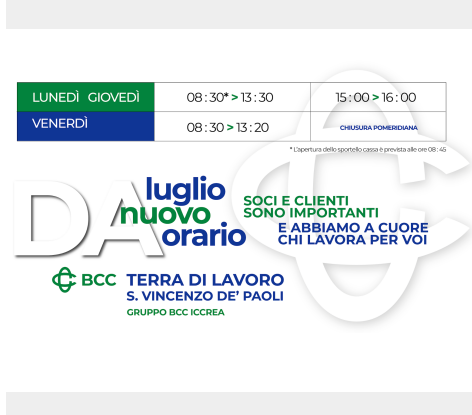 LUNEDÌ GIOVEDÌ 08:30* > 13:30 15:00 > 16:00
VENERDÌ 08:30 > 13:20 CHIUSURA POMERIDIANA
* L'apertura dello sportello cassa è prevista alle ore 08:45
DA luglio
nuovo
orario
SOCI E CLIENTI
SONO IMPORTANTI
E ABBIAMO A CUORE
CHI LAVORA PER VOI
BCC TERRA DI LAVORO
S. VINCENZO DE' PAOLI
GRUPPO BCC ICCREA